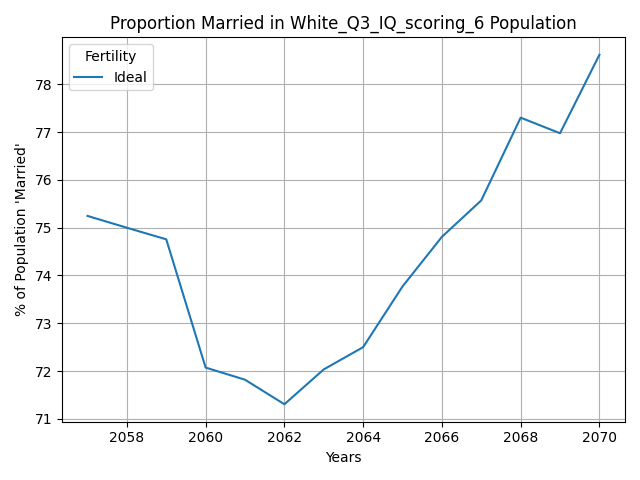 Proportion Married in White_Q3_IQ_scoring_6 Population
Fertility
Ideal
% of Population 'Married'
78
77
76
75
74
73
72
71
2058 2060 2062 2064 2066 2068 2070
Years